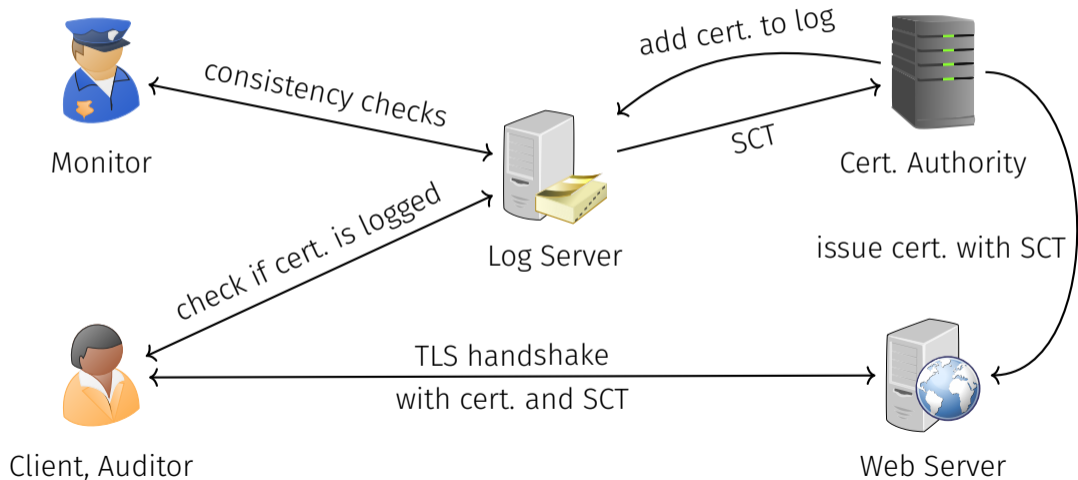 add cert. to log
consistency checks
SCT
Monitor
Cert. Authority
Log Server
issue cert. with SCT
check if cert. is logged
TLS handshake
with cert. and SCT
Client, Auditor
Web Server